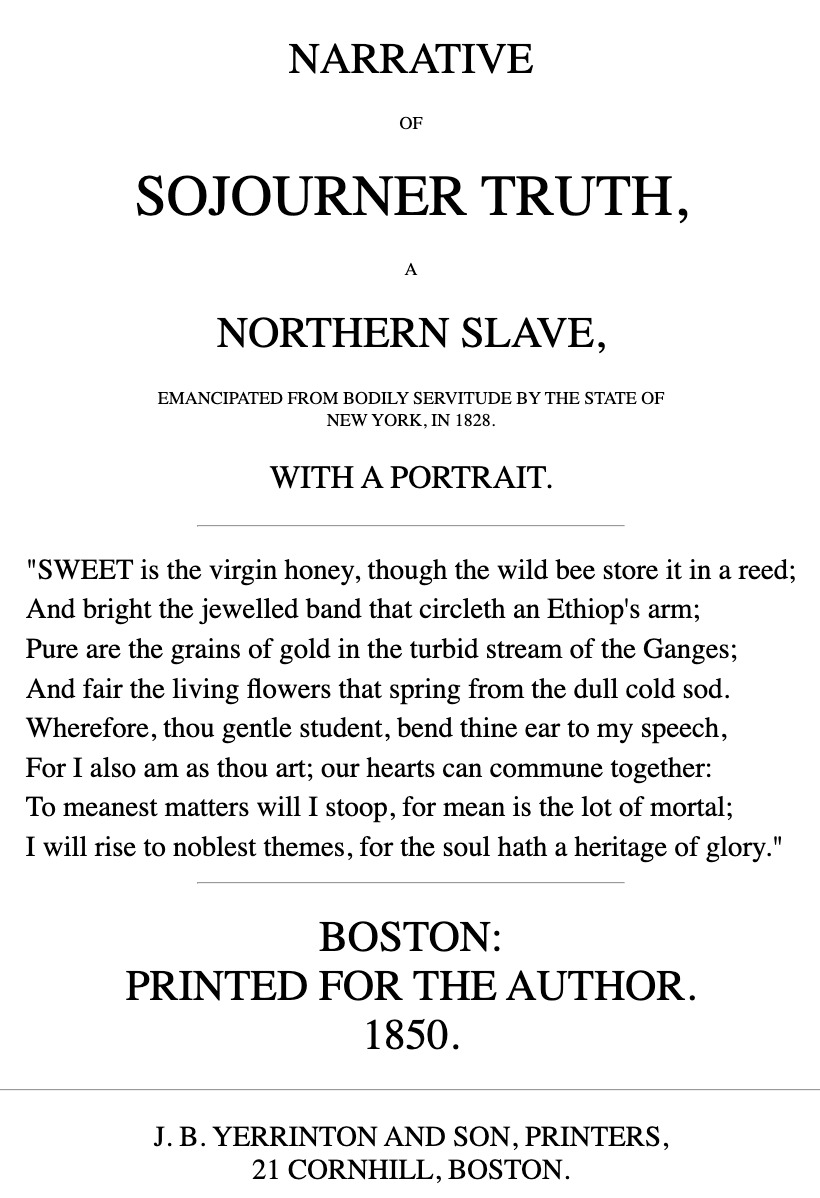 NARRATIVE
OF
SOJOURNER TRUTH,
A
NORTHERN SLAVE,
EMANCIPATED FROM BODILY SERVITUDE BY THE STATE OF
NEW YORK, IN 1828.
WITH A PORTRAIT.
"SWEET is the virgin honey, though the wild bee store it in a reed;
And bright the jewelled band that circleth an Ethiop's arm;
Pure are the grains of gold in the turbid stream of the Ganges;
And fair the living flowers that spring from the dull cold sod.
Wherefore, thou gentle student, bend thine ear to my speech,
For I also am as thou art; our hearts can commune together:
To meanest matters will I stoop, for mean is the lot of mortal;
I will rise to noblest themes, for the soul hath a heritage of glory."
BOSTON:
PRINTED FOR THE AUTHOR.
1850.
J. B. YERRINTON AND SON, PRINTERS,
21 CORNHILL, BOSTON.